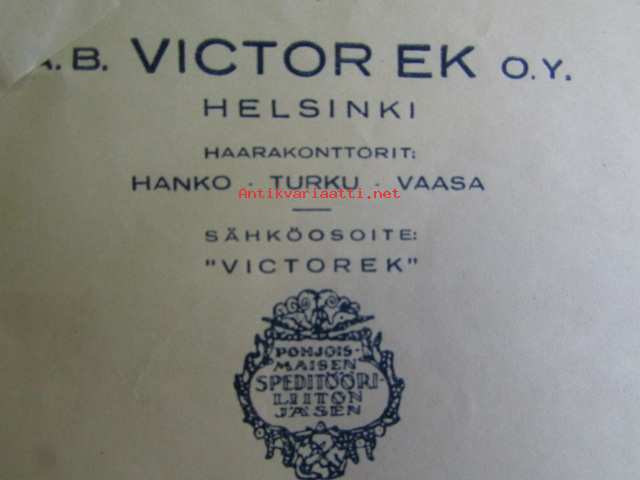 A. B. VICTOR EK O.Y.
HELSINKI
HAARAKONTTORIT:
HANKO - TURKU - VAASA
Antikvariaatti.net
SÄHKÖOSOITE:
"VICTOREK"
POHJOIS-
MAISEN
SPEDITÖÖRI-
LIITON
JÄSEN